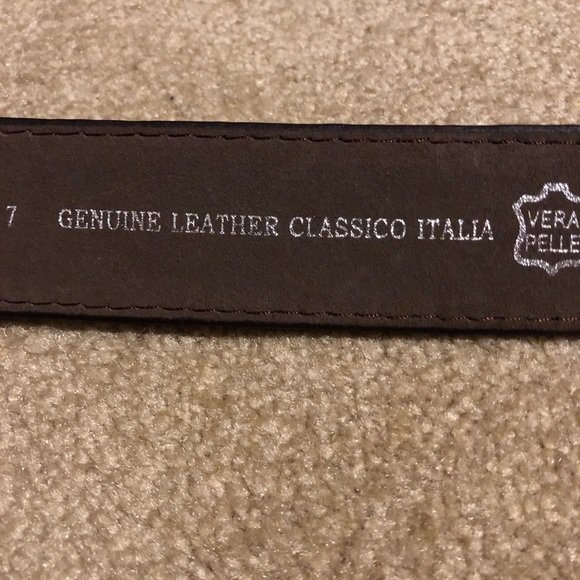 7 GENUINE LEATHER CLASSICO ITALIA
VERA
PELLE